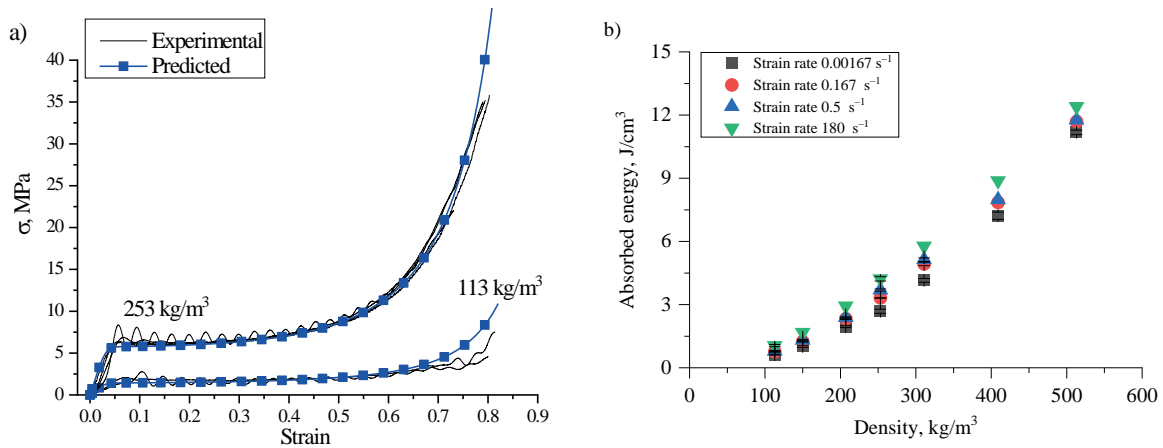 a)
Experimental
Predicted
40
35
30
25
20
15
10
5
0
σ, MPa
253 kg/m³
113 kg/m³
0.0 0.1 0.2 0.3 0.4 0.5 0.6 0.7 0.8 0.9
Strain
b)
Strain rate 0.00167 s⁻¹
Strain rate 0.167 s⁻¹
Strain rate 0.5 s⁻¹
Strain rate 180 s⁻¹
15
12
9
6
3
0
Absorbed energy, J/cm³
0 100 200 300 400 500 600
Density, kg/m³